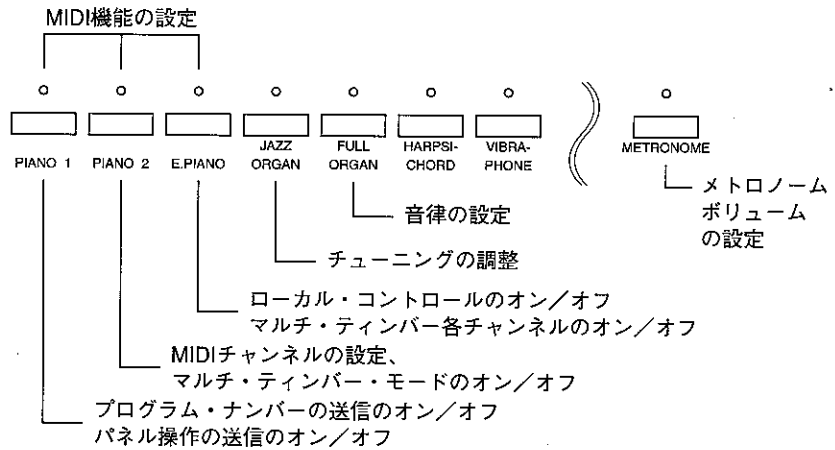 MIDI機能の設定
PIANO 1
PIANO 2
E.PIANO
JAZZ
ORGAN
FULL
ORGAN
HARPSI-
CHORD
VIBRA-
PHONE
METRONOME
メトロノーム
ボリューム
の設定
音律の設定
チューニングの調整
ローカル・コントロールのオン／オフ
マルチ・ティンバー各チャンネルのオン／オフ
MIDIチャンネルの設定、
マルチ・ティンバー・モードのオン／オフ
プログラム・ナンバーの送信のオン／オフ
パネル操作の送信のオン／オフ